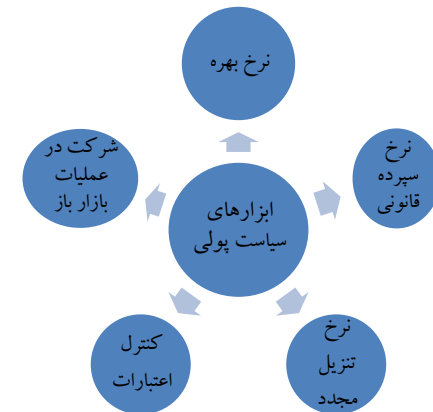 نرخ بهره
نرخ
سپرده
قانونی
نرخ
تنزیل
مجدد
کنترل
اعتبارات
شرکت در
عملیات
بازار باز
ابزارهای
سیاست پولی